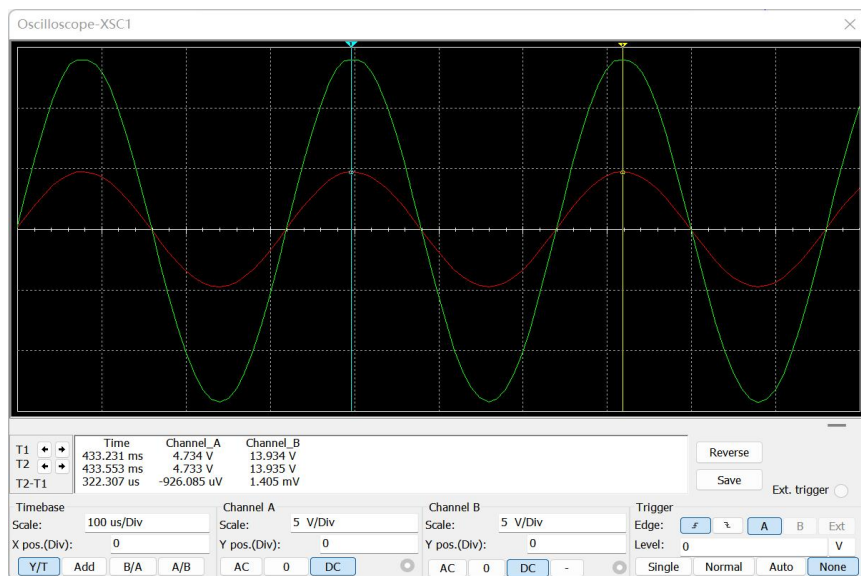 Oscilloscope-XSC1
1
2
T1
T2
T2-T1
Time Channel_A Channel_B
433.231 ms 4.734 V 13.934 V
433.553 ms 4.733 V 13.935 V
322.307 us -926.085 uV 1.405 mV
Reverse
Save
Ext. trigger
Timebase
Scale: 100 us/Div
X pos.(Div): 0
Y/T Add B/A A/B
Channel A
Scale: 5 V/Div
Y pos.(Div): 0
AC 0 DC
Channel B
Scale: 5 V/Div
Y pos.(Div): 0
AC 0 DC -
Trigger
Edge: A B Ext
Level: 0 V
Single Normal Auto None